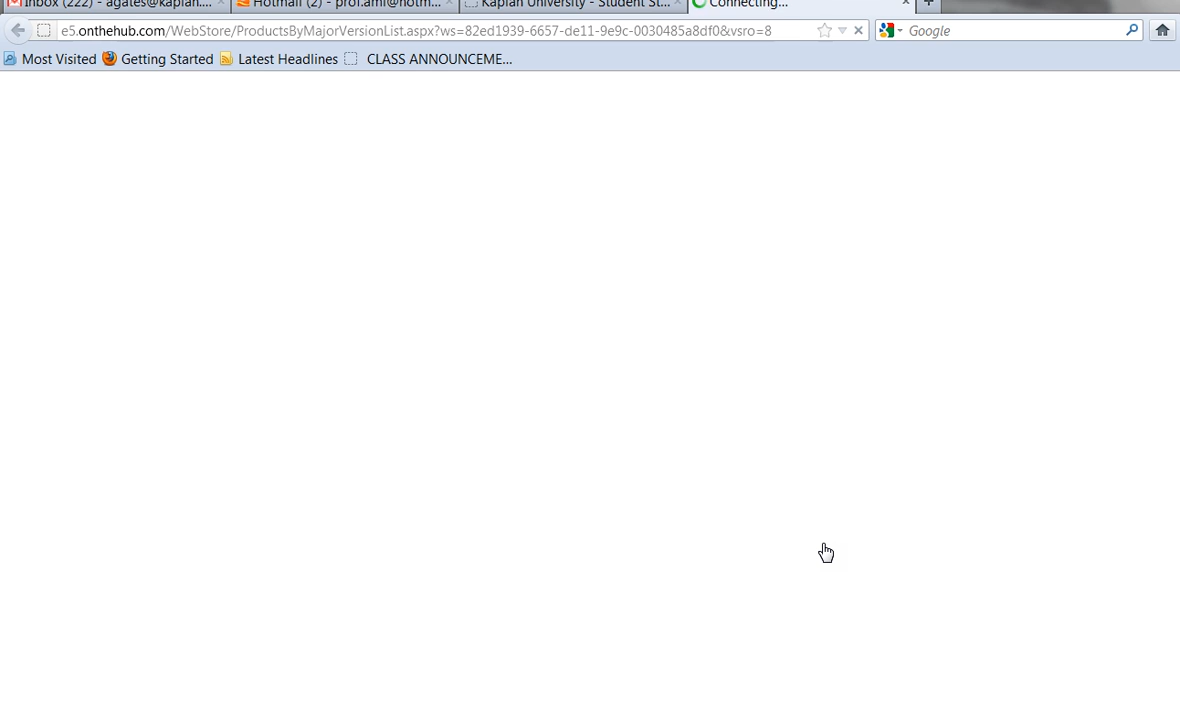 Inbox (222) - agates@kaplan.... Hotmail (2) - prof.ami@hotm... Kaplan University - Student St... Connecting...
e5.onthehub.com/WebStore/ProductsByMajorVersionList.aspx?ws=82ed1939-6657-de11-9e9c-0030485a8df0&vsro=8 Google
Most Visited Getting Started Latest Headlines CLASS ANNOUNCEME...